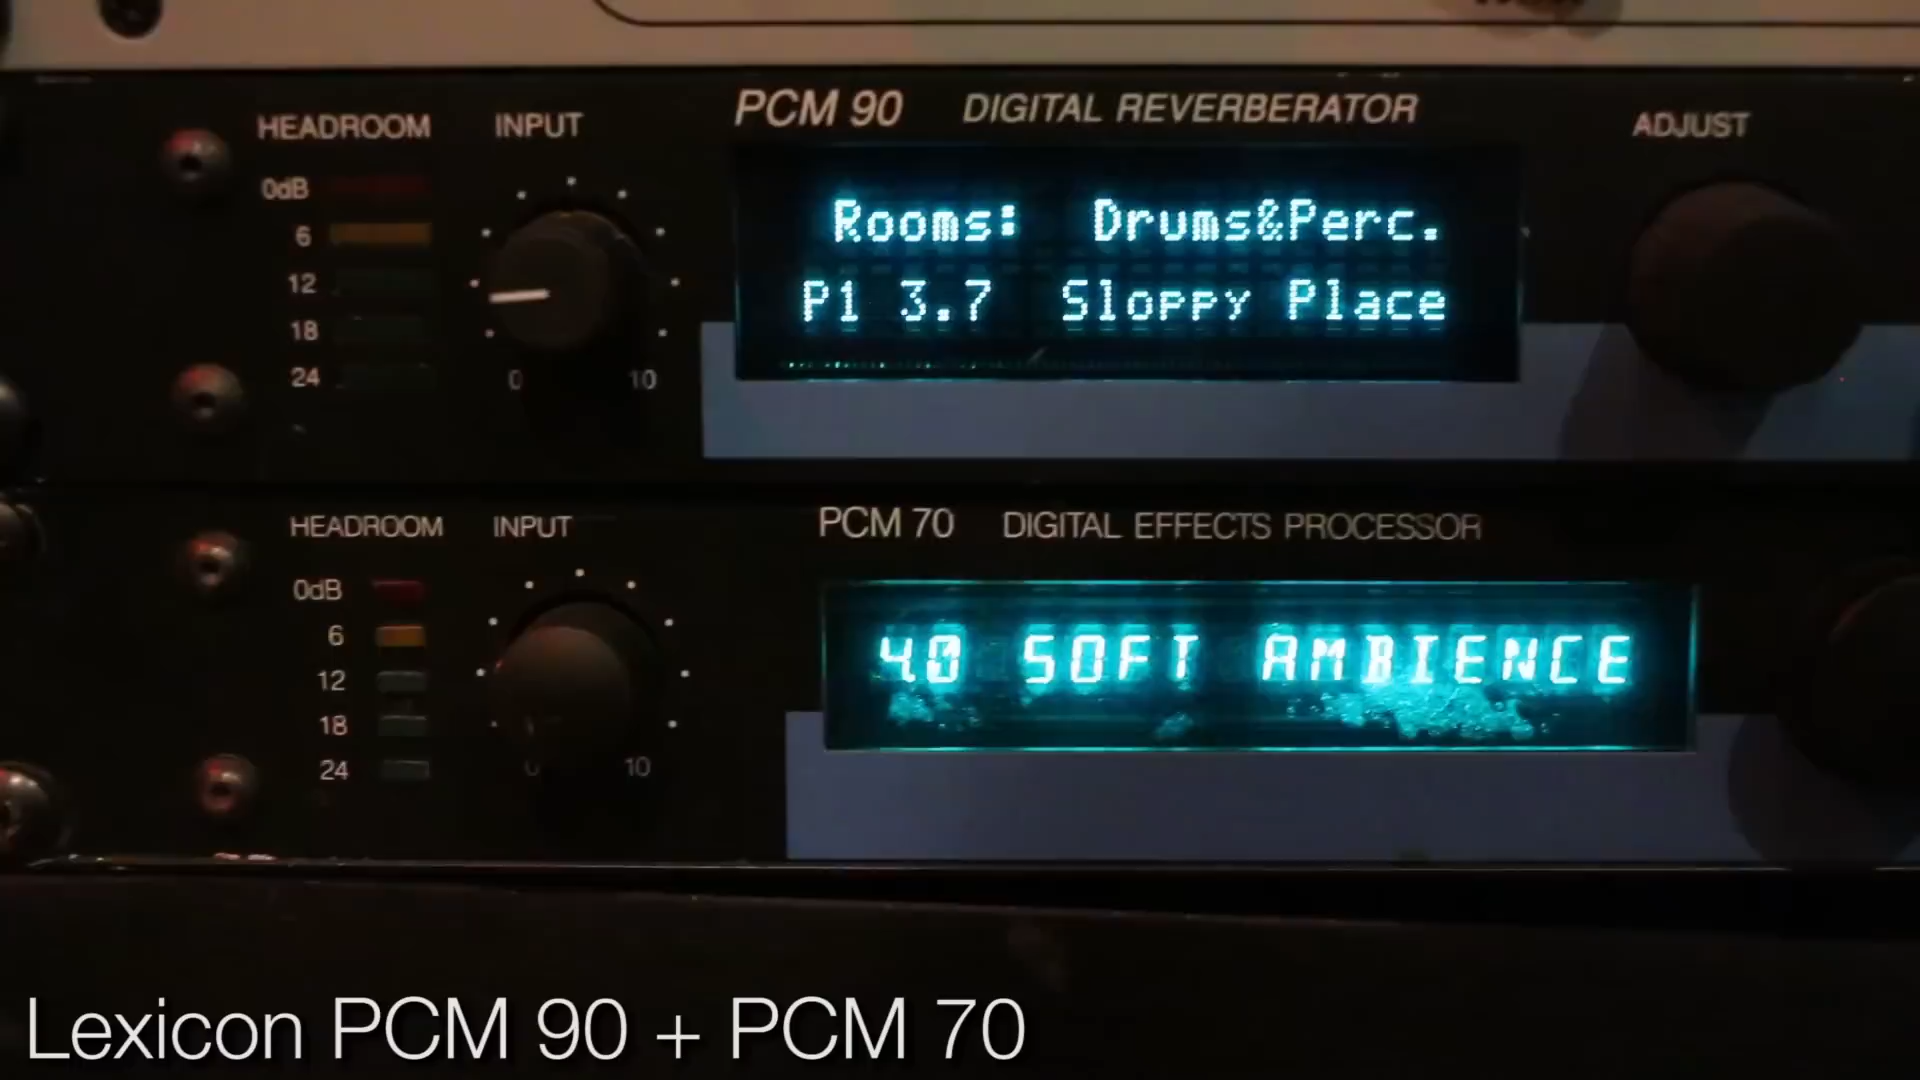 PCM 90 DIGITAL REVERBERATOR
HEADROOM INPUT ADJUST
0dB
6
12
18
24
0 10
Rooms: Drums&Perc.
P1 3.7 Sloppy Place
PCM 70 DIGITAL EFFECTS PROCESSOR
HEADROOM INPUT
0dB
6
12
18
24
0 10
4.0 SOFT AMBIENCE
Lexicon PCM 90 + PCM 70